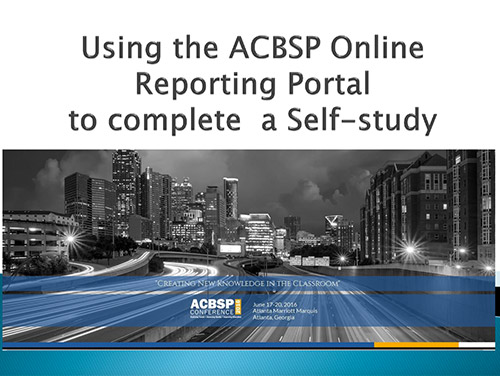 Using the ACBSP Online
Reporting Portal
to complete a Self-study
"Creating New Knowledge in the Classroom"
ACBSP
CONFERENCE
June 17-20, 2016
Atlanta Marriott Marquis
Atlanta, Georgia